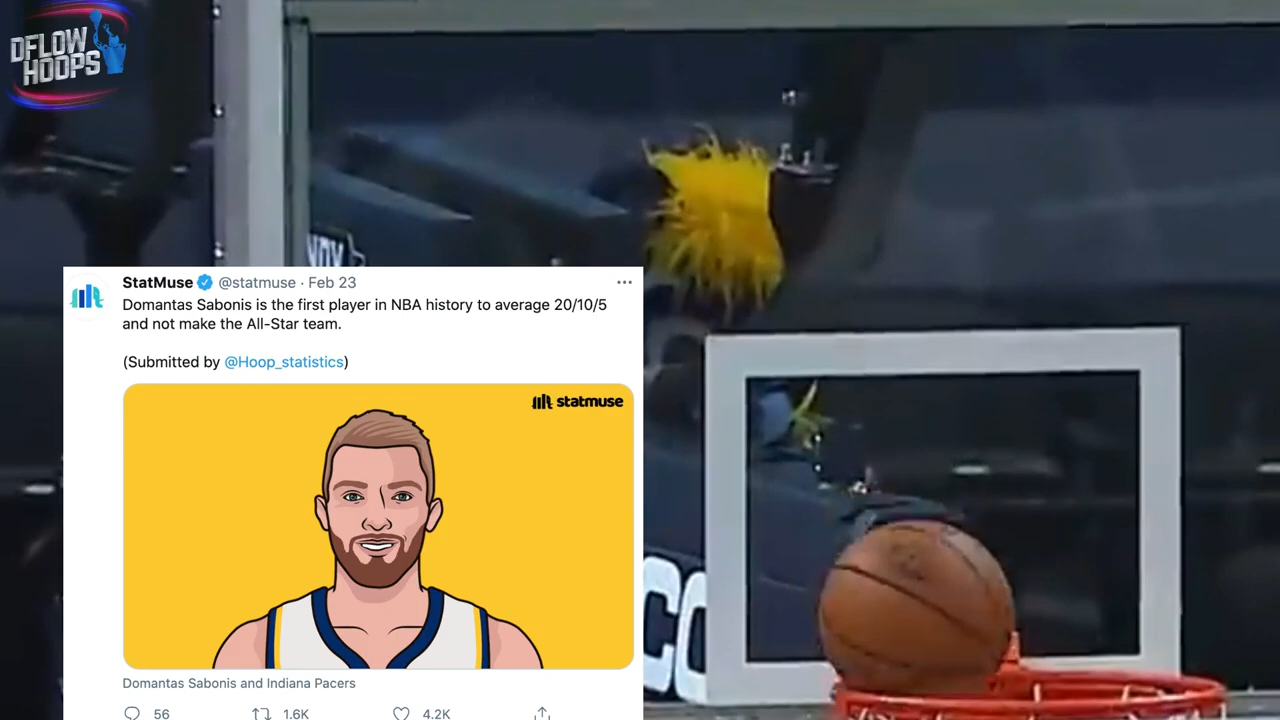 DFLOW
HOOPS
StatMuse @statmuse · Feb 23
Domantas Sabonis is the first player in NBA history to average 20/10/5
and not make the All-Star team.
(Submitted by @Hoop_statistics)
statmuse
Domantas Sabonis and Indiana Pacers
56 1.6K 4.2K